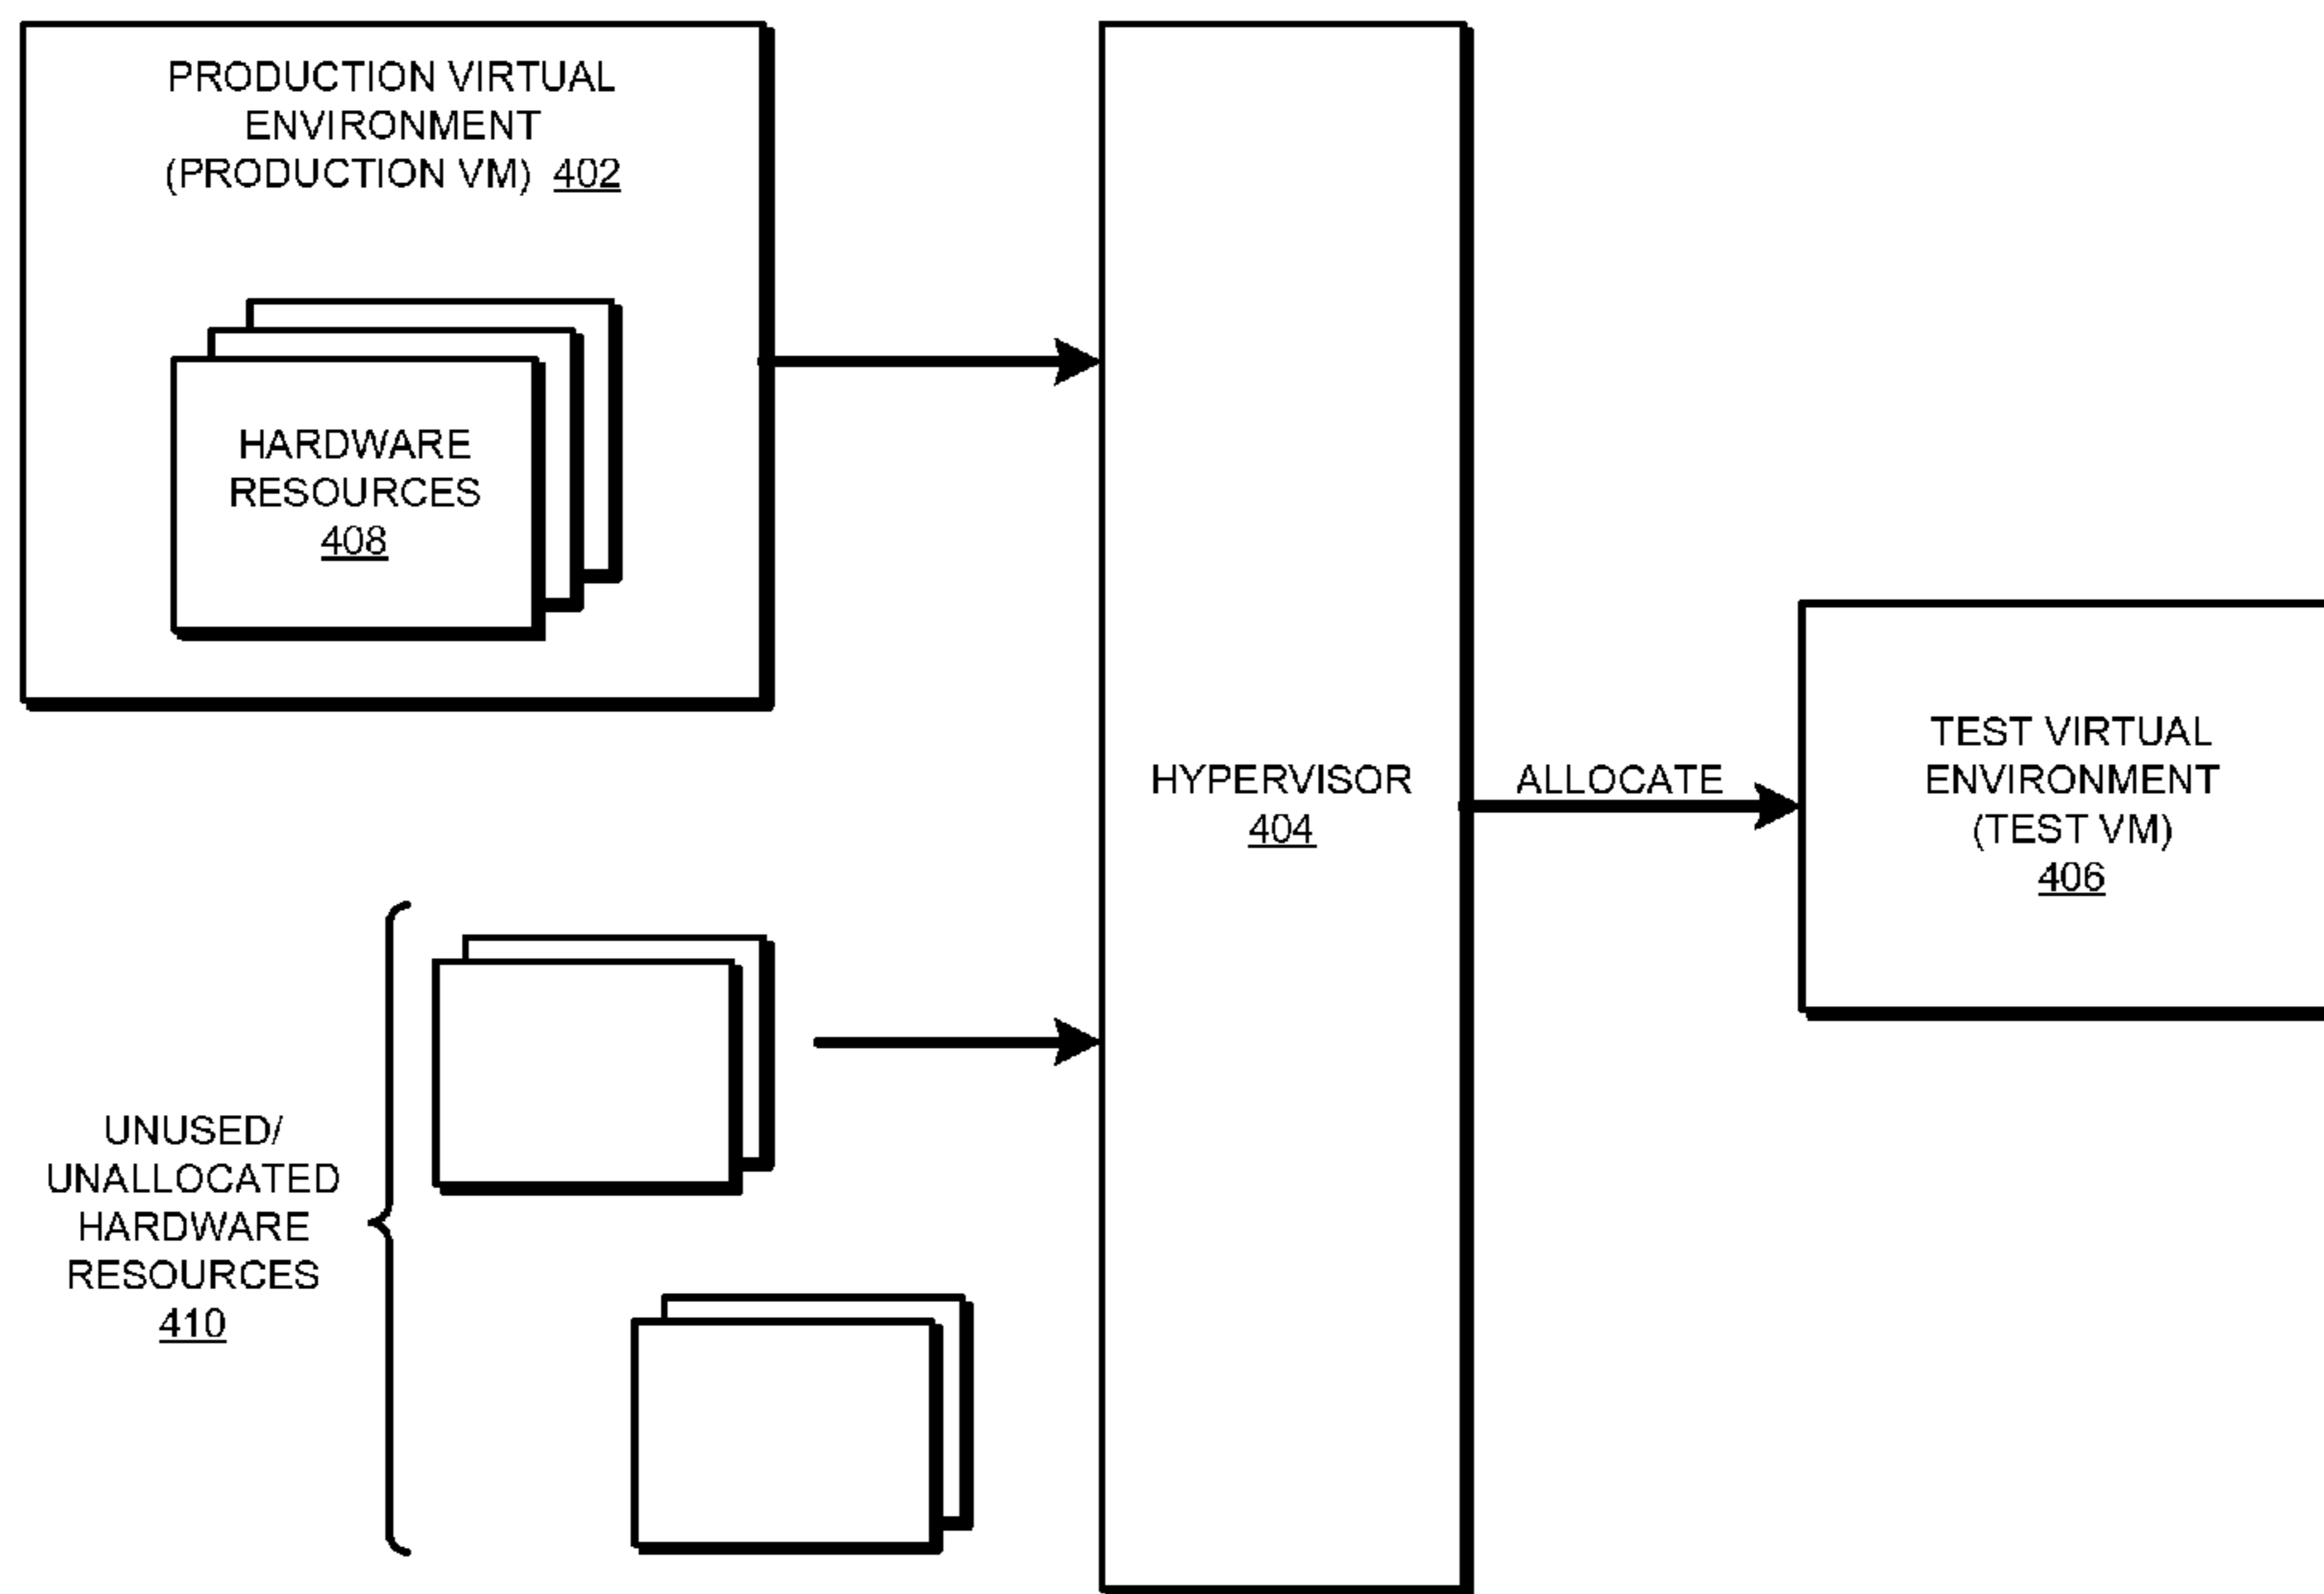 PRODUCTION VIRTUAL
ENVIRONMENT
(PRODUCTION VM) 402
HARDWARE
RESOURCES
408
HYPERVISOR
404
ALLOCATE
TEST VIRTUAL
ENVIRONMENT
(TEST VM)
406
UNUSED/
UNALLOCATED
HARDWARE
RESOURCES
410